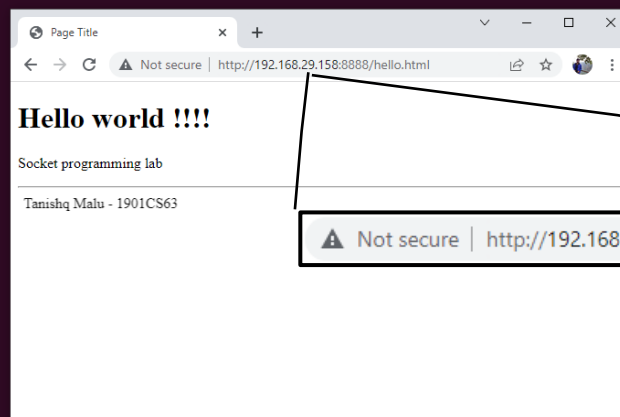 Page Title
Not secure | http://192.168.29.158:8888/hello.html
Hello world !!!!
Socket programming lab
Tanishq Malu - 1901CS63
Not secure | http://192.168